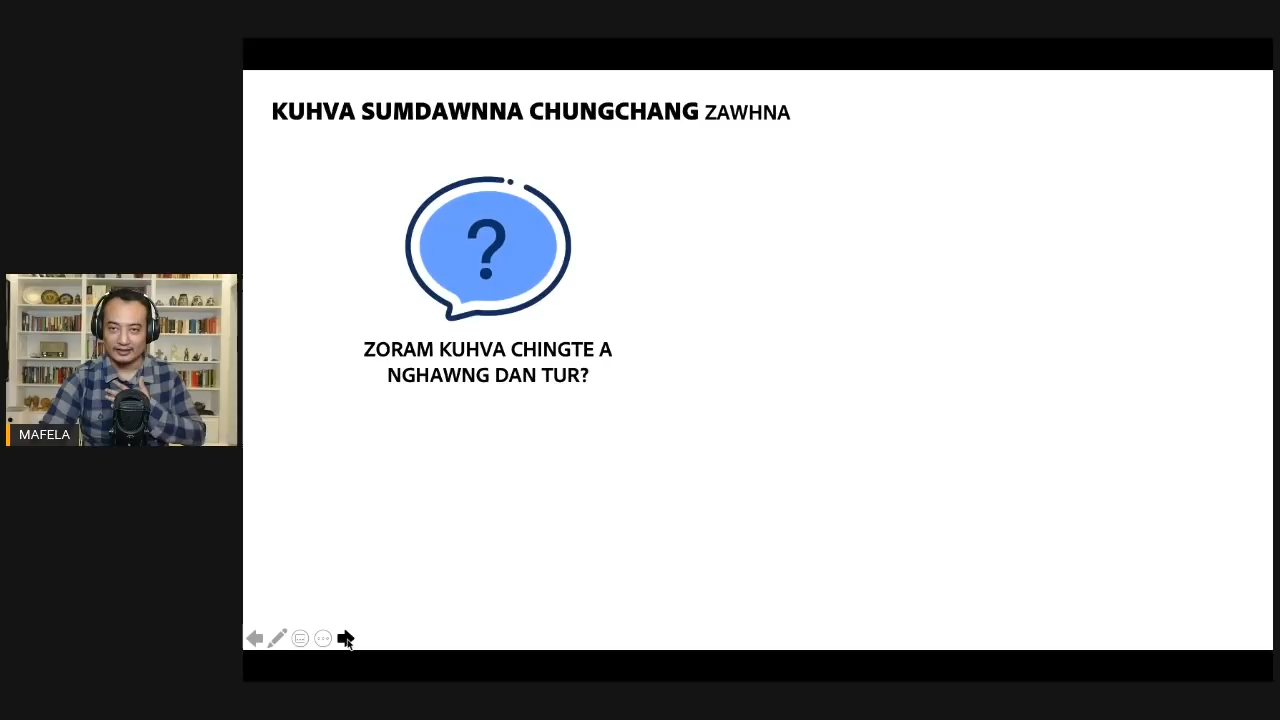 KUHVA SUMDAWNNA CHUNGCHANG ZAWHNA
?
ZORAM KUHVA CHINGTE A
NGHAWNG DAN TUR?
MAFELA